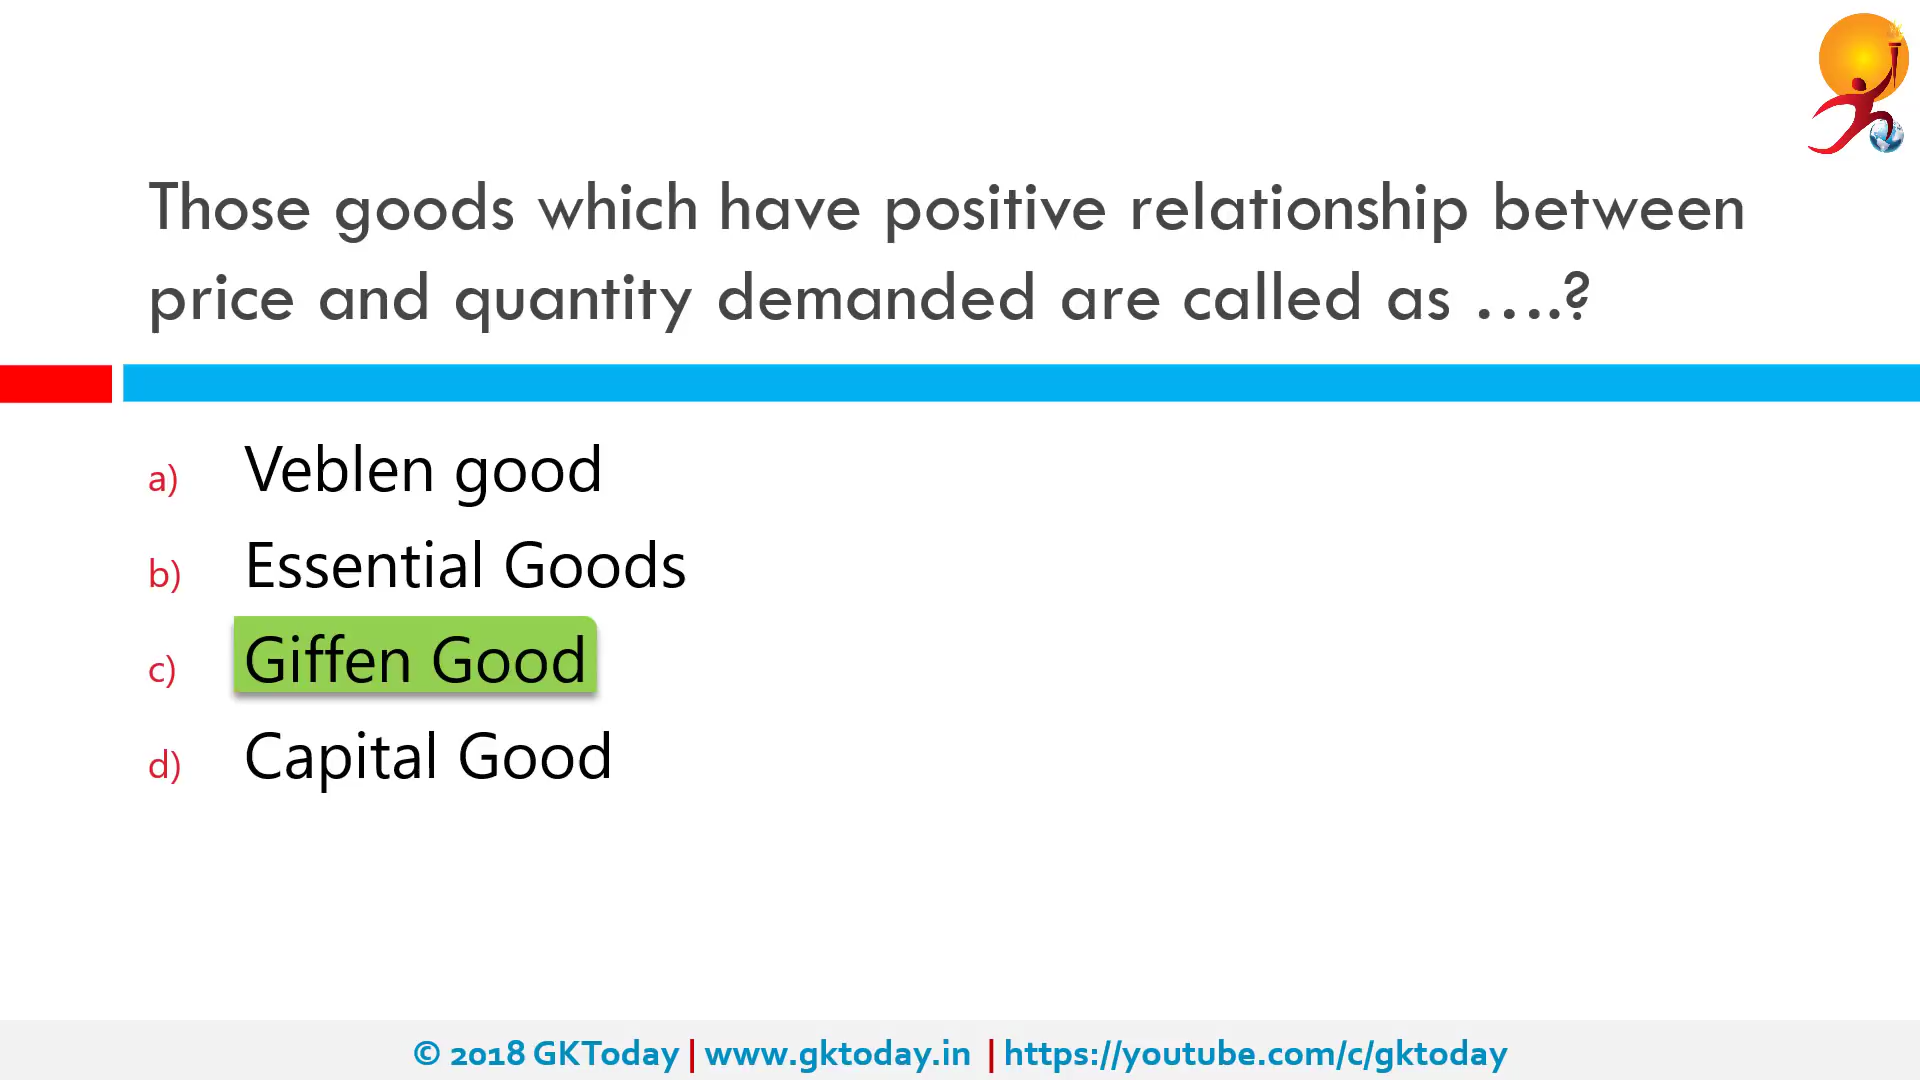 Those goods which have positive relationship between
price and quantity demanded are called as ....?
a) Veblen good
b) Essential Goods
c) Giffen Good
d) Capital Good
© 2018 GKToday | www.gktoday.in | https://youtube.com/c/gktoday